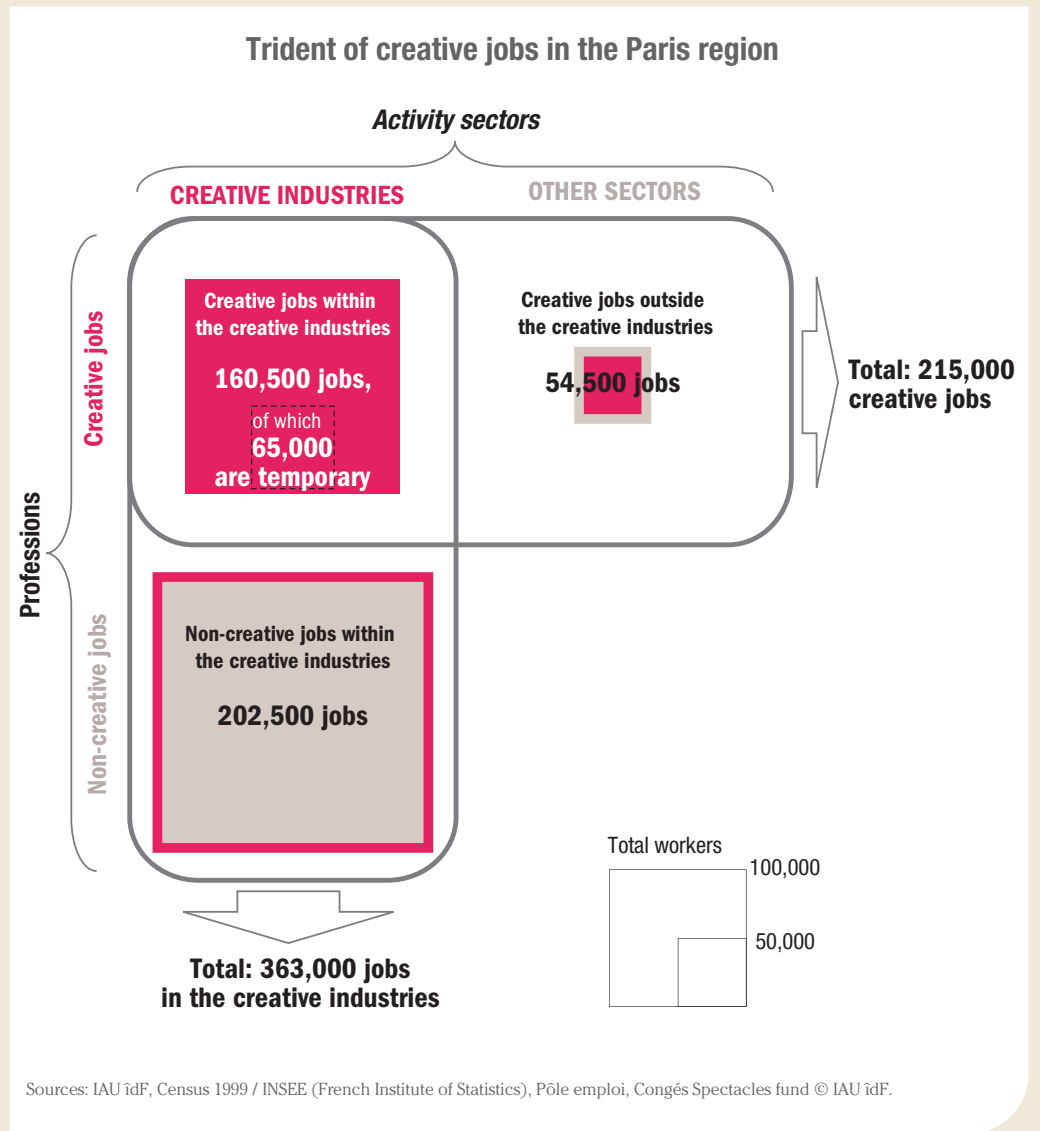 Trident of creative jobs in the Paris region
Activity sectors
CREATIVE INDUSTRIES
OTHER SECTORS
Professions
Creative jobs
Creative jobs within
the creative industries
160,500 jobs,
of which
65,000
are temporary
Creative jobs outside
the creative industries
54,500 jobs
Total: 215,000
creative jobs
Non-creative jobs
Non-creative jobs within
the creative industries
202,500 jobs
Total: 363,000 jobs
in the creative industries
Total workers
100,000
50,000
Sources: IAU îdF, Census 1999 / INSEE (French Institute of Statistics), Pôle emploi, Congés Spectacles fund © IAU îdF.